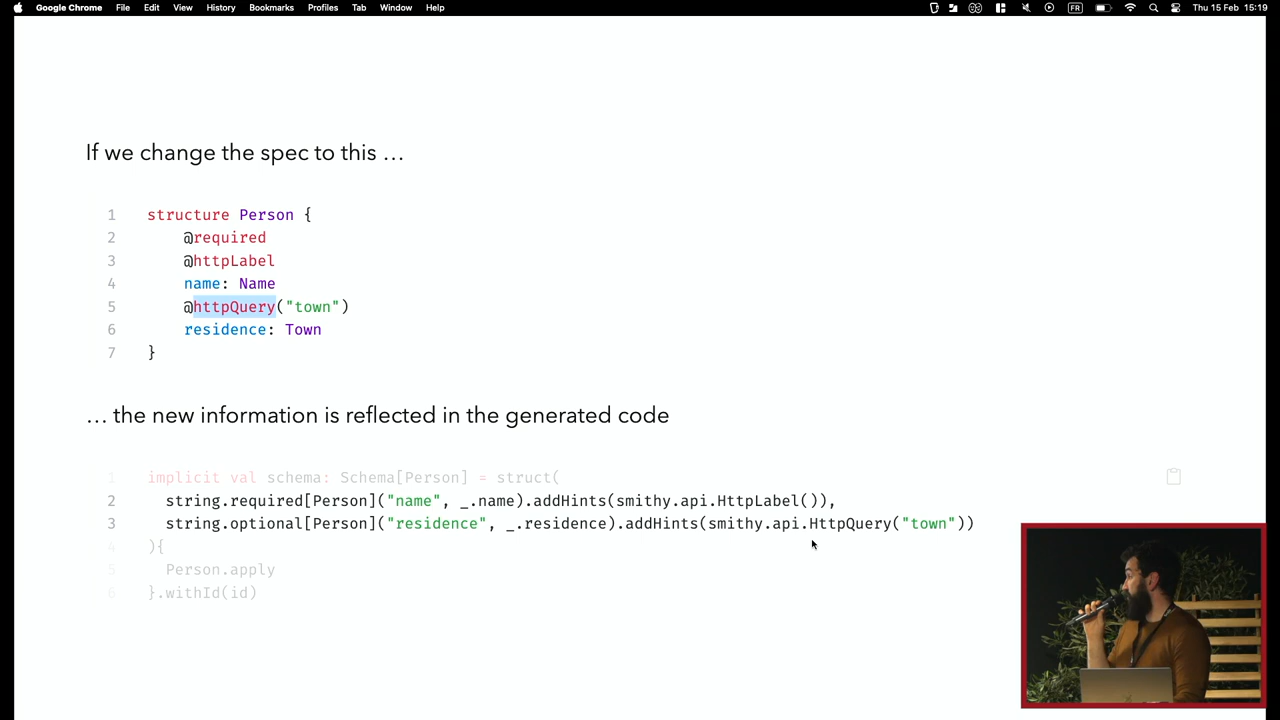 Google Chrome File Edit View History Bookmarks Profiles Tab Window Help FR Thu 15 Feb 15:19
If we change the spec to this …
1 structure Person {
2 @required
3 @httpLabel
4 name: Name
5 @httpQuery("town")
6 residence: Town
7 }
… the new information is reflected in the generated code
1 implicit val schema: Schema[Person] = struct(
2 string.required[Person]("name", _.name).addHints(smithy.api.HttpLabel()),
3 string.optional[Person]("residence", _.residence).addHints(smithy.api.HttpQuery("town"))
4 ){
5 Person.apply
6 }.withId(id)